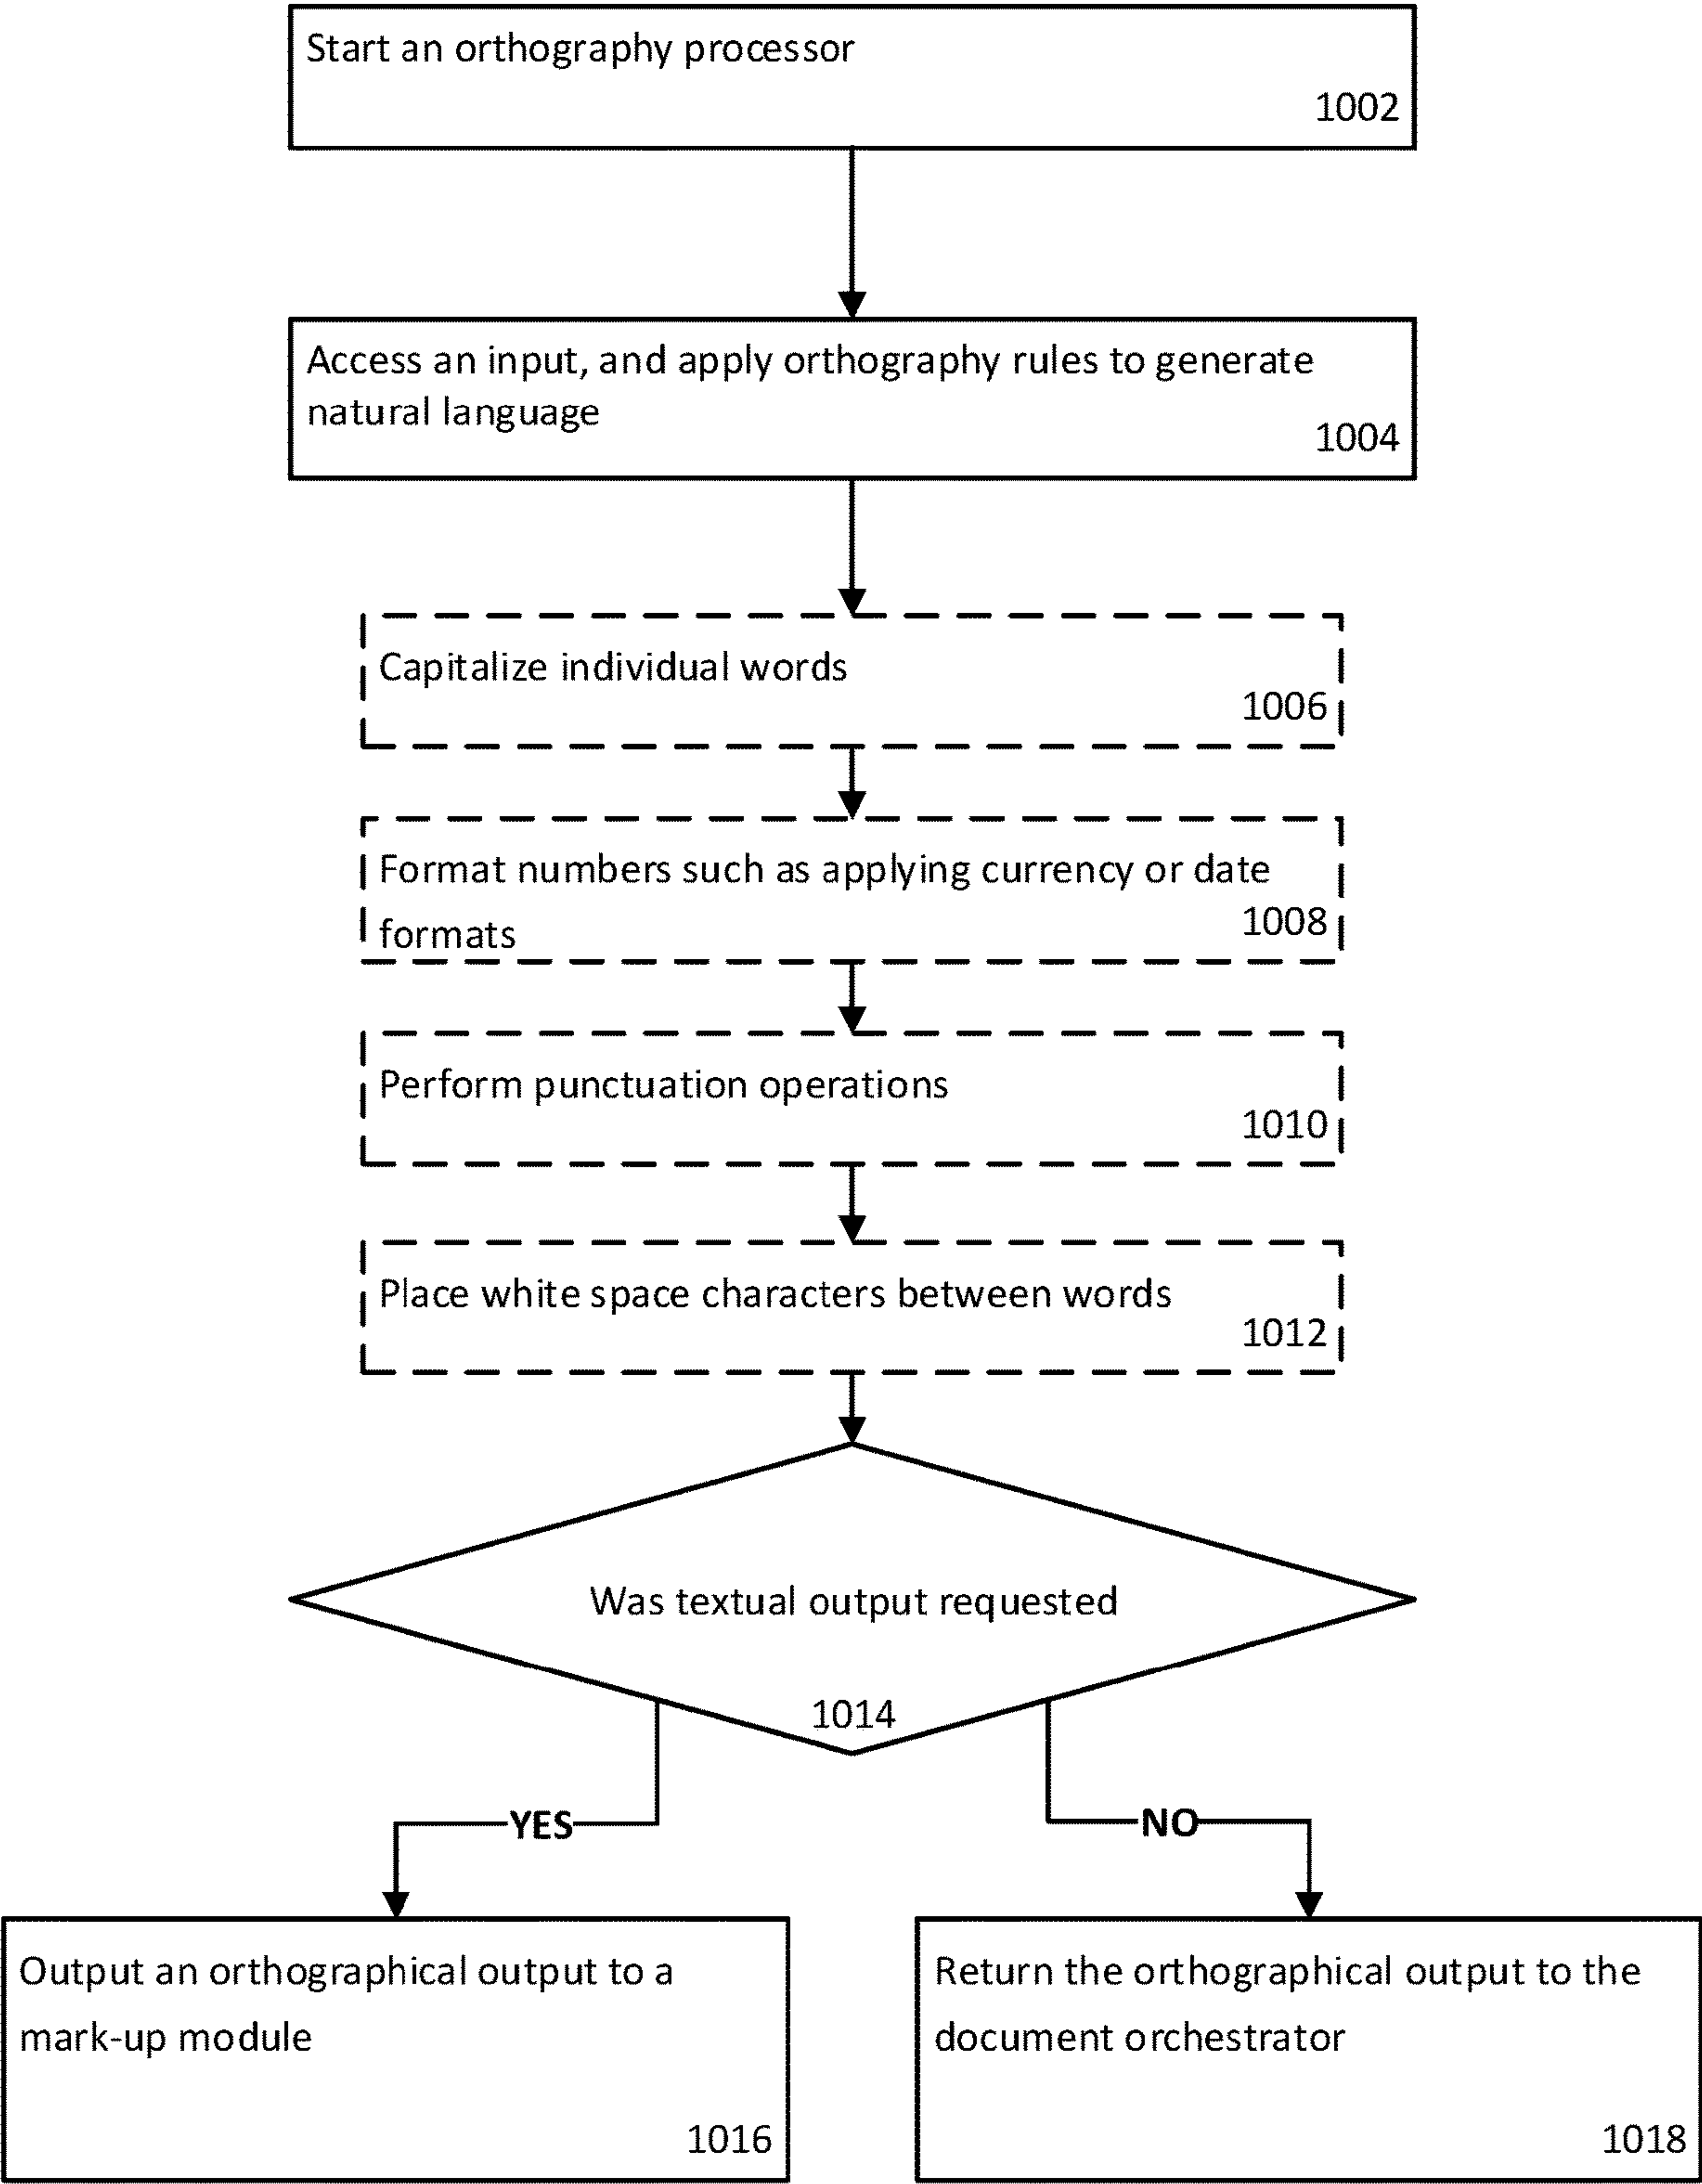 Start an orthography processor
1002
Access an input, and apply orthography rules to generate
natural language
1004
Capitalize individual words
1006
Format numbers such as applying currency or date
formats
1008
Perform punctuation operations
1010
Place white space characters between words
1012
Was textual output requested
1014
YES
NO
Output an orthographical output to a
mark-up module
1016
Return the orthographical output to the
document orchestrator
1018